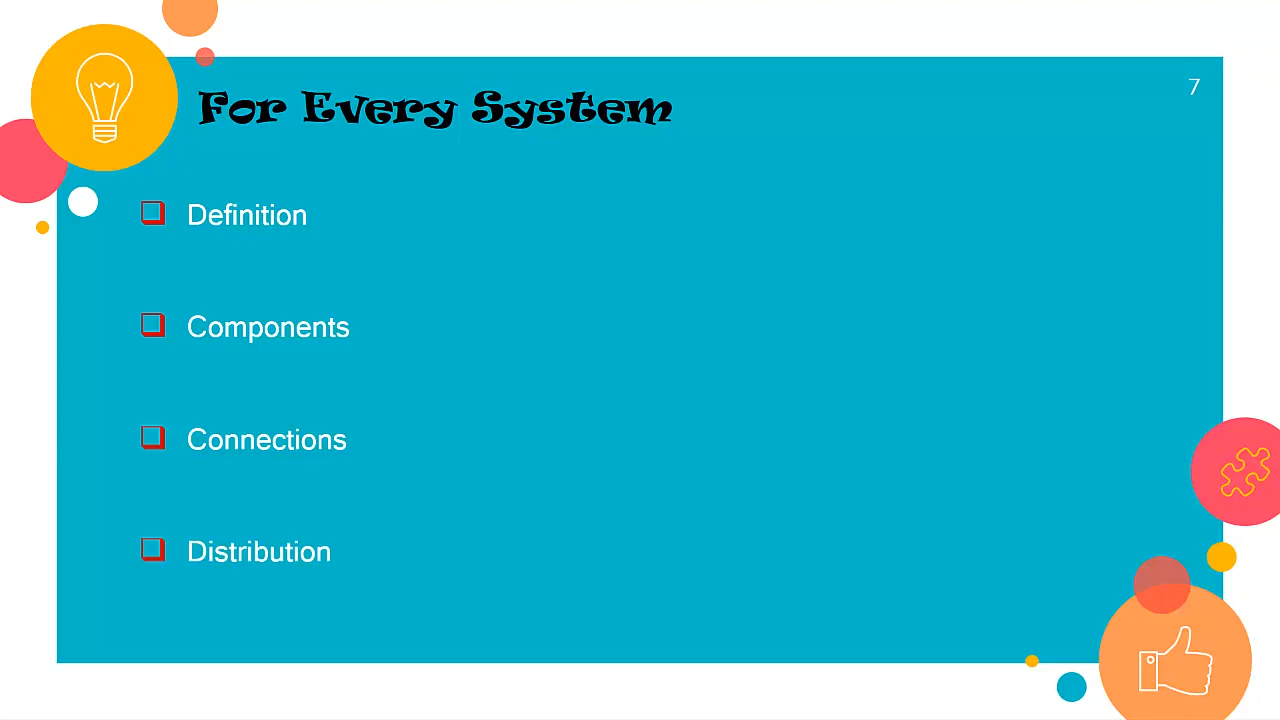 For Every System
7
Definition
Components
Connections
Distribution